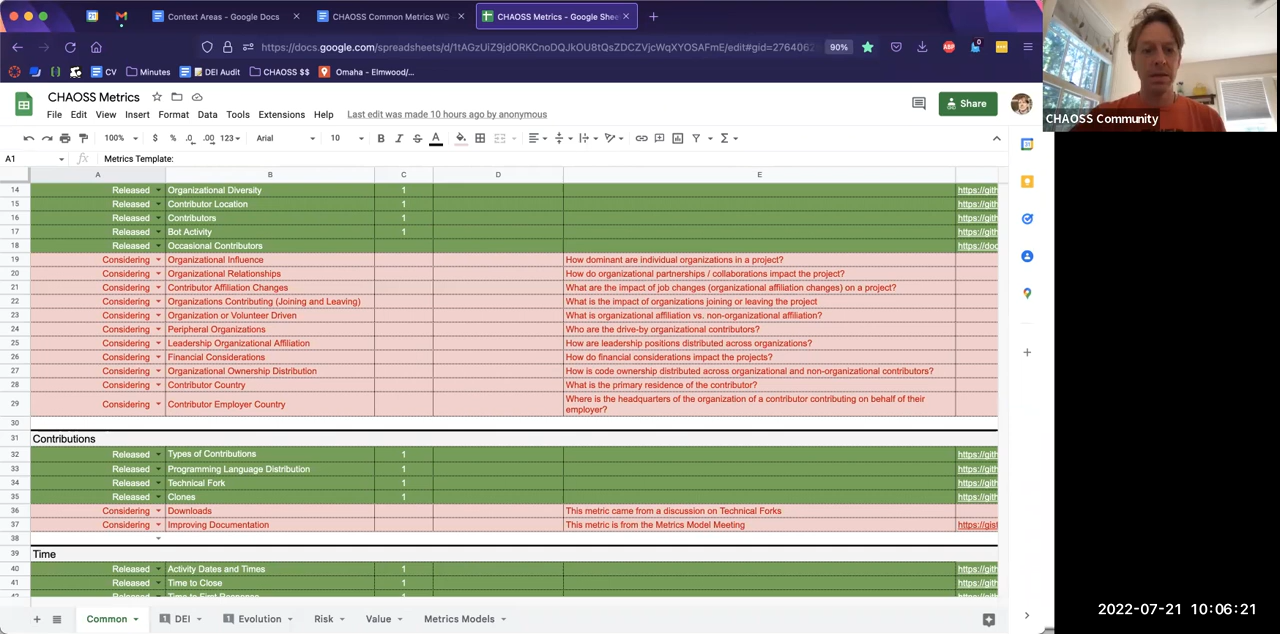 Context Areas - Google Docs
CHAOSS Common Metrics WG
CHAOSS Metrics - Google Shee
https://docs.google.com/spreadsheets/d/1tAGzUiZ9jdORKCnoDQJkOU8tQsZDCZVjcWqXYOSAFmE/edit#gid=2764062
90%
ABP
0
CV
Minutes
DEI Audit
CHAOSS $$
Omaha - Elmwood/...
CHAOSS Metrics
File Edit View Insert Format Data Tools Extensions Help
Last edit was made 10 hours ago by anonymous
Share
CHAOSS Community
100% $ % .0 .00 123 Arial 10 B I S A
A1 fx Metrics Template:
A B C D E
14 Released Organizational Diversity 1 https://gith
15 Released Contributor Location 1 https://gith
16 Released Contributors 1 https://gith
17 Released Bot Activity 1 https://gith
18 Released Occasional Contributors https://doc
19 Considering Organizational Influence How dominant are individual organizations in a project?
20 Considering Organizational Relationships How do organizational partnerships / collaborations impact the project?
21 Considering Contributor Affiliation Changes What are the impact of job changes (organizational affiliation changes) on a project?
22 Considering Organizations Contributing (Joining and Leaving) What is the impact of organizations joining or leaving the project
23 Considering Organization or Volunteer Driven What is organizational affiliation vs. non-organizational affiliation?
24 Considering Peripheral Organizations Who are the drive-by organizational contributors?
25 Considering Leadership Organizational Affiliation How are leadership positions distributed across organizations?
26 Considering Financial Considerations How do financial considerations impact the projects?
27 Considering Organizational Ownership Distribution How is code ownership distributed across organizational and non-organizational contributors?
28 Considering Contributor Country What is the primary residence of the contributor?
29 Considering Contributor Employer Country Where is the headquarters of the organization of a contributor contributing on behalf of their
employer?
30
31 Contributions
32 Released Types of Contributions 1 https://gith
33 Released Programming Language Distribution 1 https://gith
34 Released Technical Fork 1 https://gith
35 Released Clones 1 https://gith
36 Considering Downloads This metric came from a discussion on Technical Forks
37 Considering Improving Documentation This metric is from the Metrics Model Meeting https://gist
38
39 Time
40 Released Activity Dates and Times 1 https://gith
41 Released Time to Close 1 https://gith
42 Released Time to First Response 1 https://gith
Common 1 DEI 1 Evolution Risk Value Metrics Models
2022-07-21 10:06:21